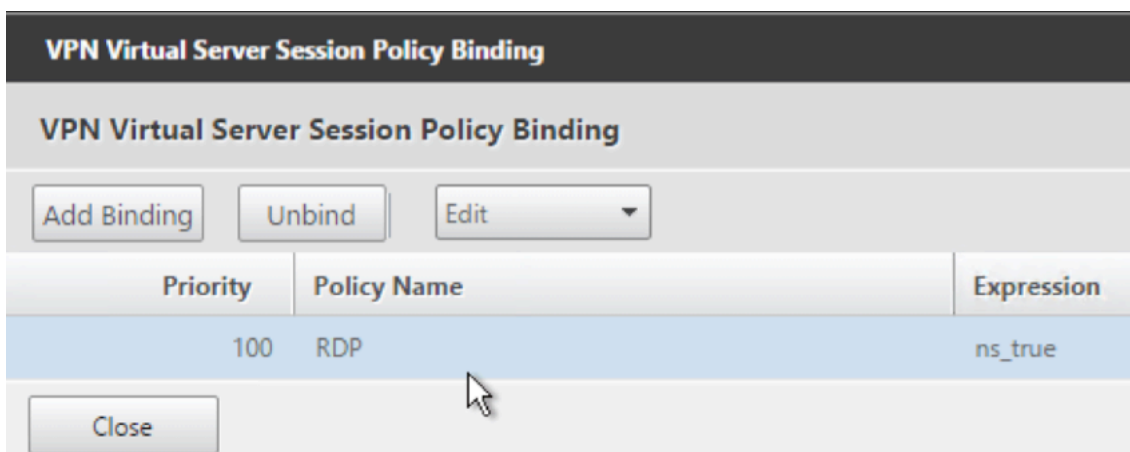 VPN Virtual Server Session Policy Binding
VPN Virtual Server Session Policy Binding
Add Binding Unbind Edit
Priority Policy Name Expression
100 RDP ns_true
Close